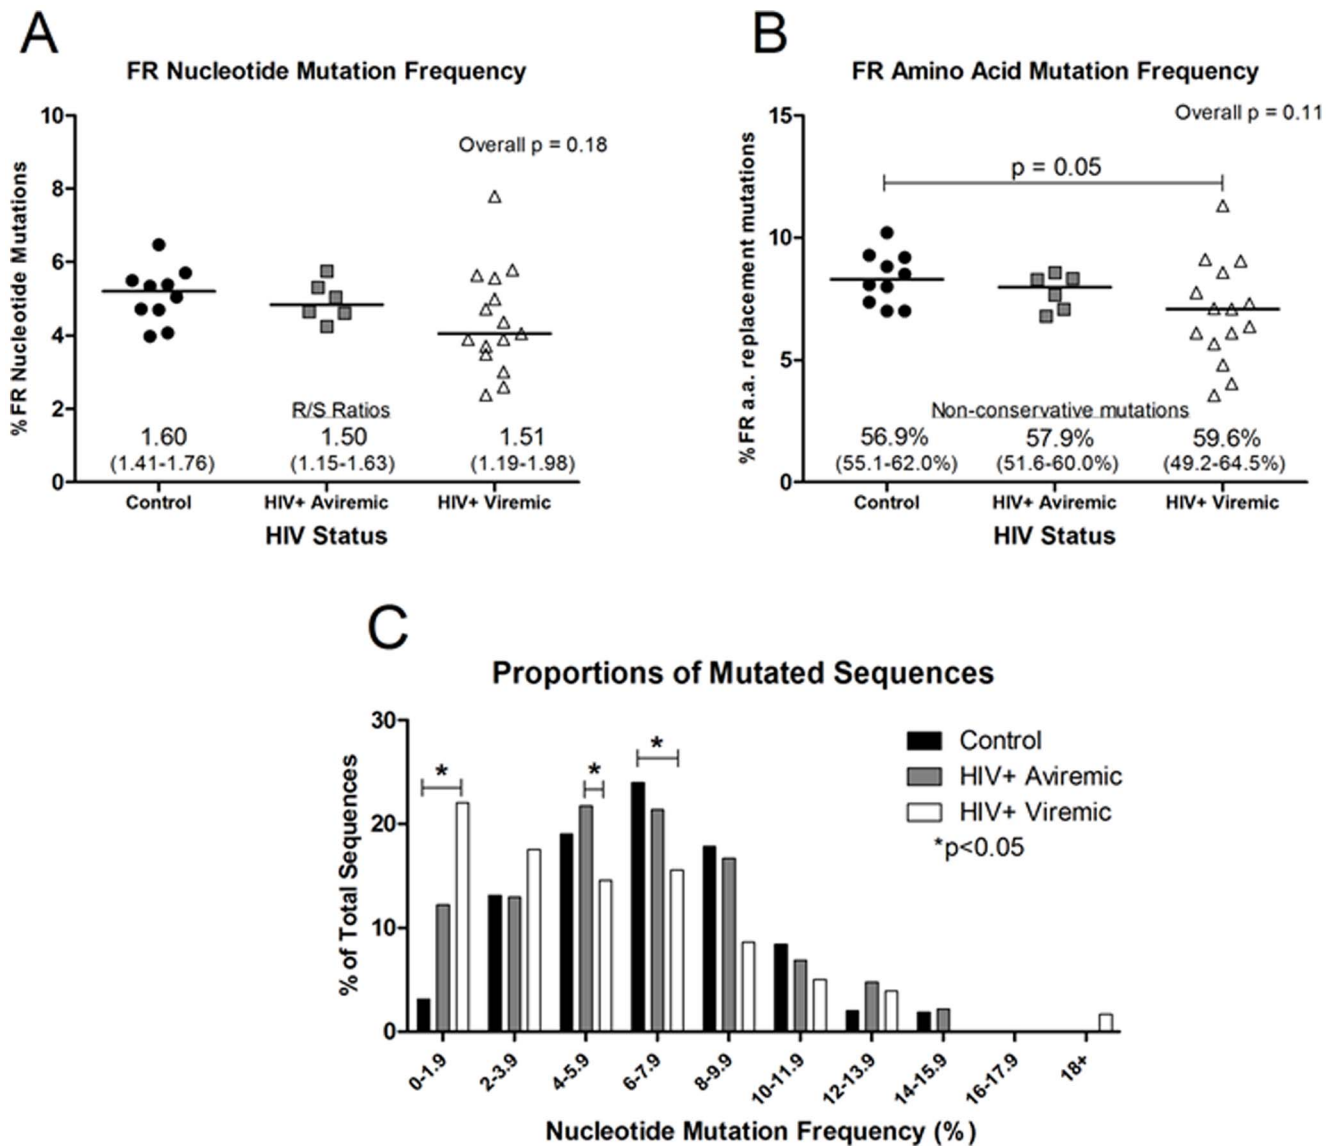 A
FR Nucleotide Mutation Frequency
% FR Nucleotide Mutations
10
8
6
4
2
0
Overall p = 0.18
R/S Ratios
1.60 1.50 1.51
(1.41-1.76) (1.15-1.63) (1.19-1.98)
Control HIV+ Aviremic HIV+ Viremic
HIV Status
B
FR Amino Acid Mutation Frequency
% FR a.a. replacement mutations
15
10
5
0
Overall p = 0.11
p = 0.05
Non-conservative mutations
56.9% 57.9% 59.6%
(55.1-62.0%) (51.6-60.0%) (49.2-64.5%)
Control HIV+ Aviremic HIV+ Viremic
HIV Status
C
Proportions of Mutated Sequences
% of Total Sequences
30
20
10
0
* * *
Control
HIV+ Aviremic
HIV+ Viremic
*p<0.05
0-1.9 2-3.9 4-5.9 6-7.9 8-9.9 10-11.9 12-13.9 14-15.9 16-17.9 18+
Nucleotide Mutation Frequency (%)